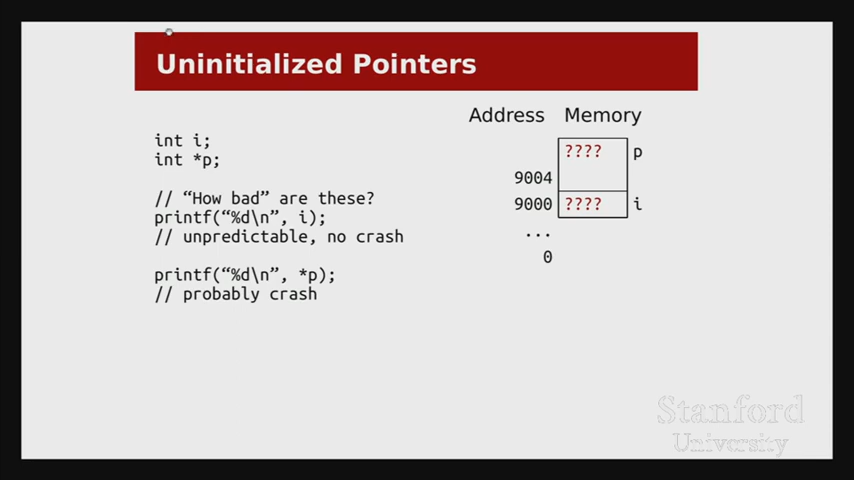 Uninitialized Pointers
Address Memory
int i;
int *p;
// “How bad” are these?
printf(“%d\n”, i);
// unpredictable, no crash
printf(“%d\n”, *p);
// probably crash
???? p
9004
9000 ???? i
...
0
Stanford
University